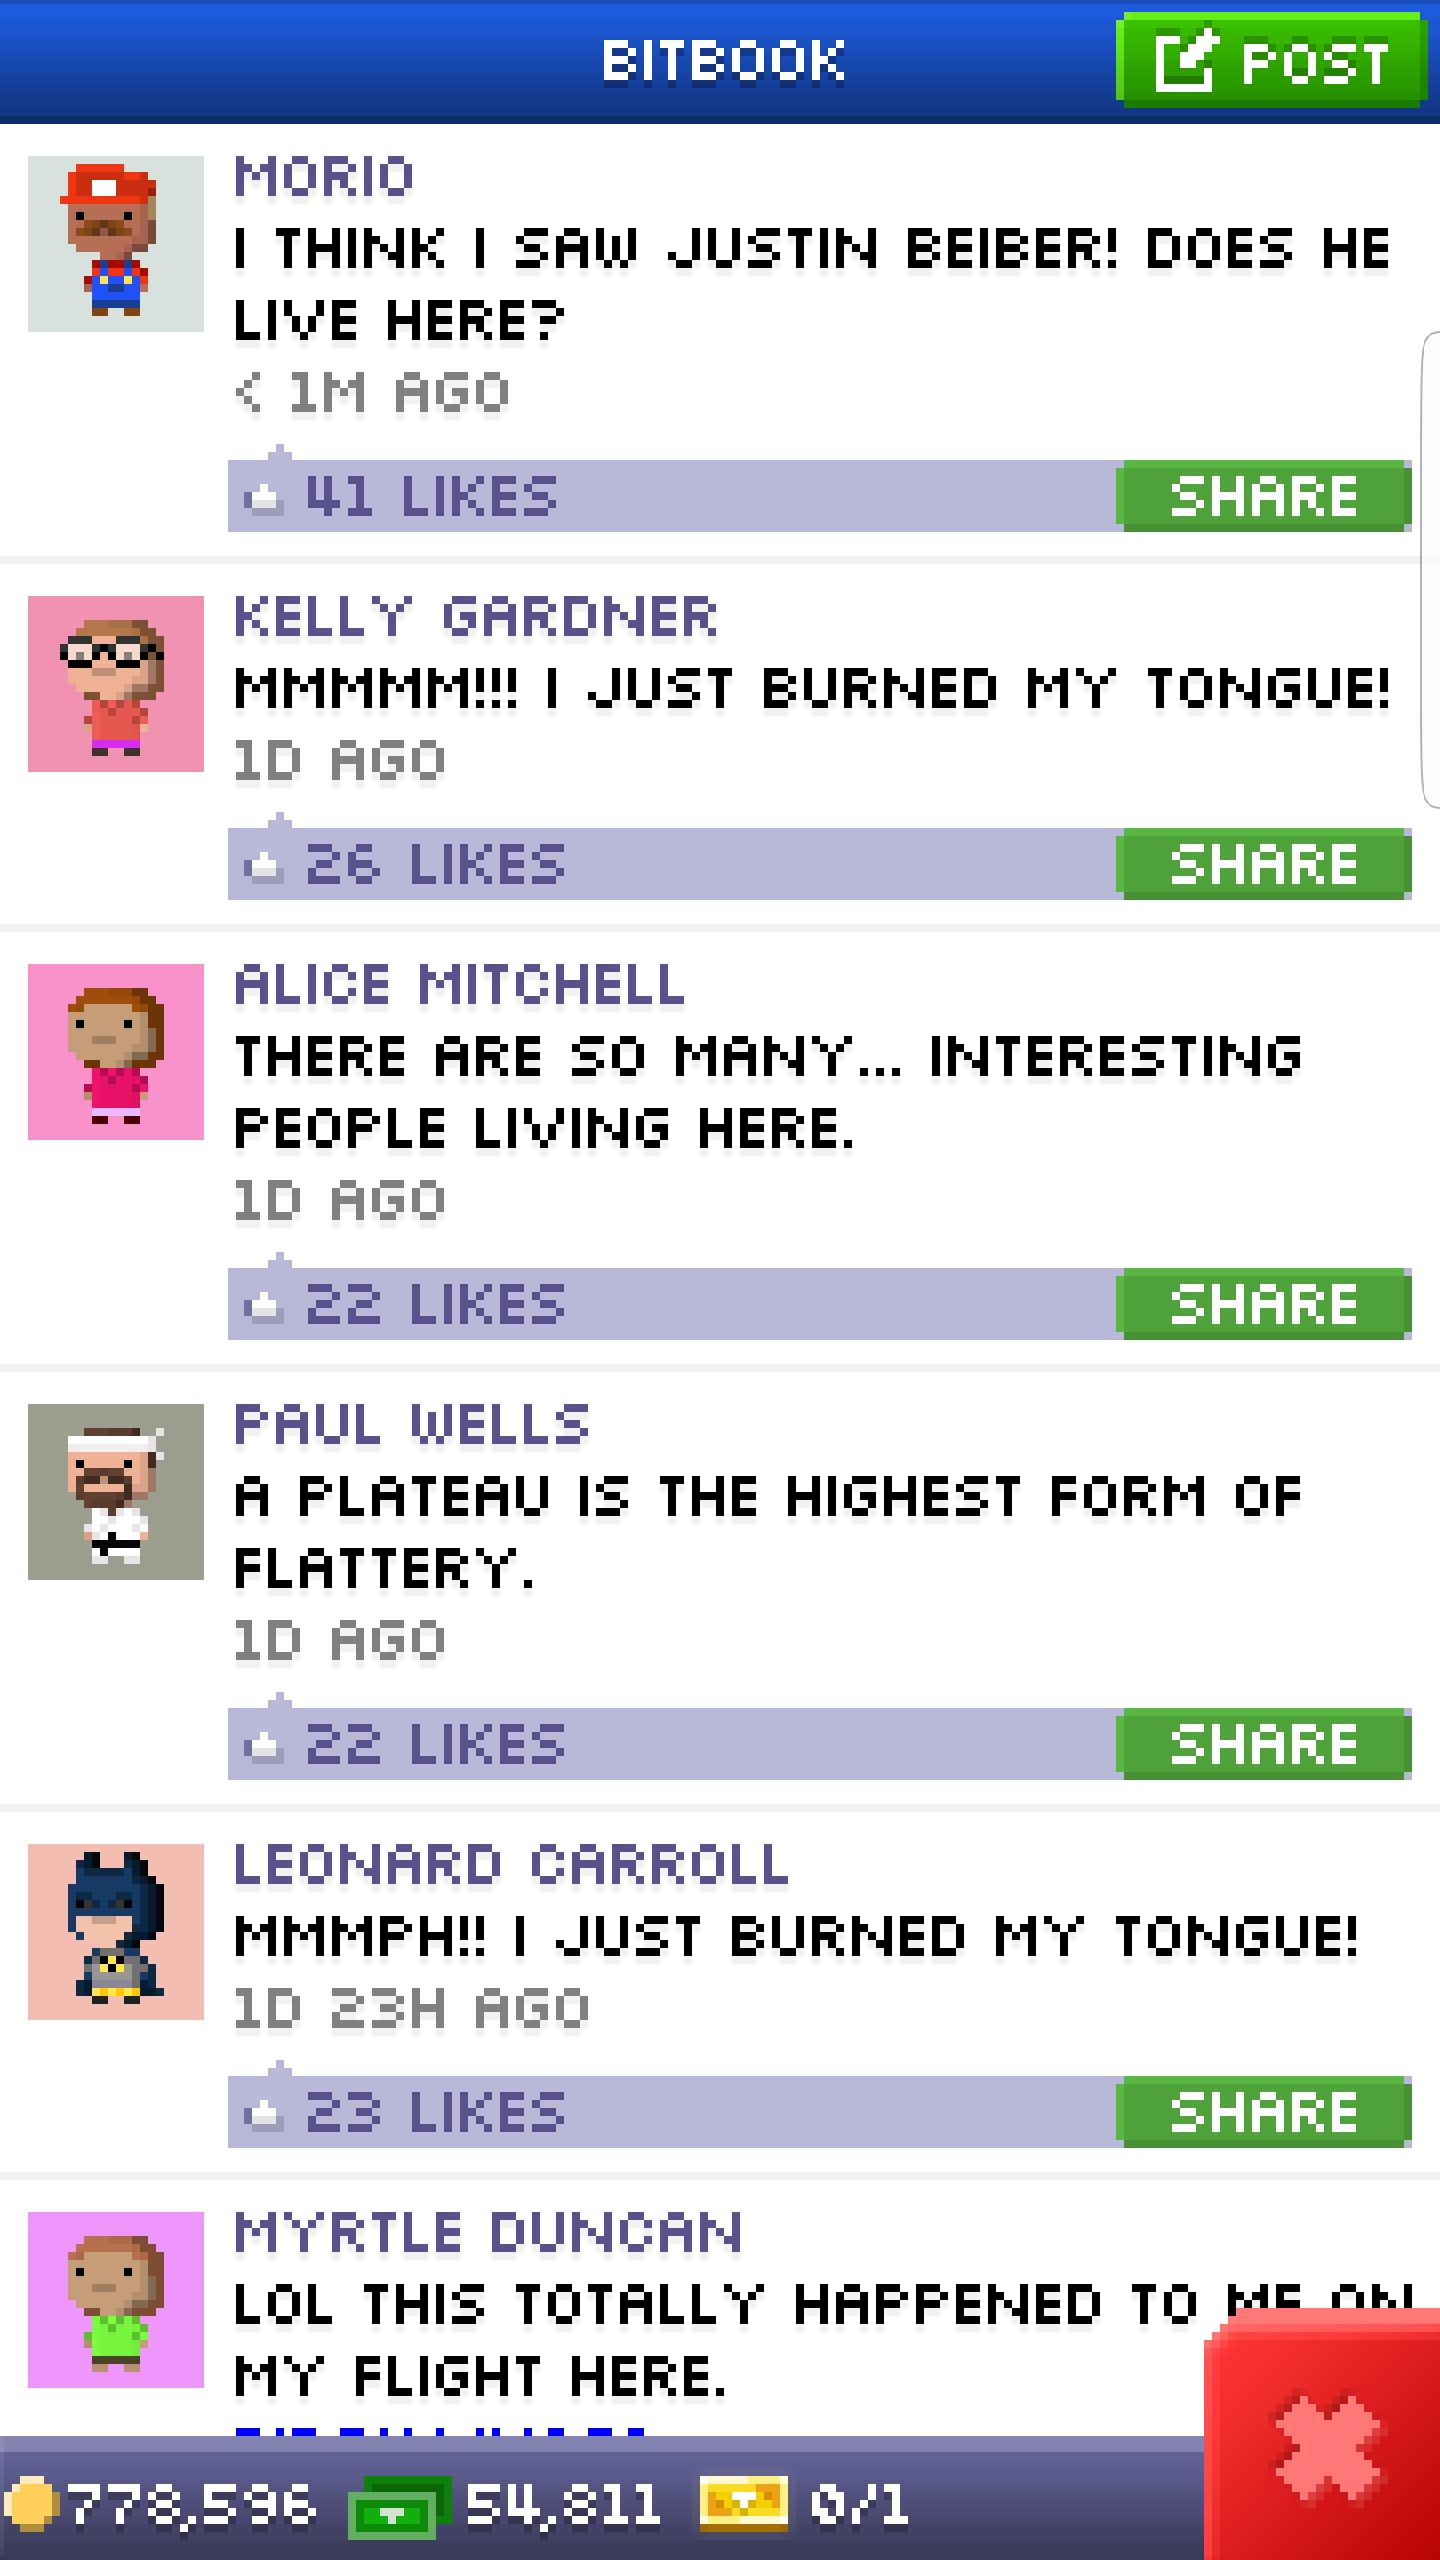 BITBOOK
POST
MORIO
I THINK I SAW JUSTIN BEIBER! DOES HE
LIVE HERE?
< 1M AGO
41 LIKES
SHARE
KELLY GARDNER
MMMMM!!! I JUST BURNED MY TONGUE!
1D AGO
26 LIKES
SHARE
ALICE MITCHELL
THERE ARE SO MANY... INTERESTING
PEOPLE LIVING HERE.
1D AGO
22 LIKES
SHARE
PAUL WELLS
A PLATEAU IS THE HIGHEST FORM OF
FLATTERY.
1D AGO
22 LIKES
SHARE
LEONARD CARROLL
MMMPH!! I JUST BURNED MY TONGUE!
1D 23H AGO
23 LIKES
SHARE
MYRTLE DUNCAN
LOL THIS TOTALLY HAPPENED TO ME ON
MY FLIGHT HERE.
778,596
54,811
0/1